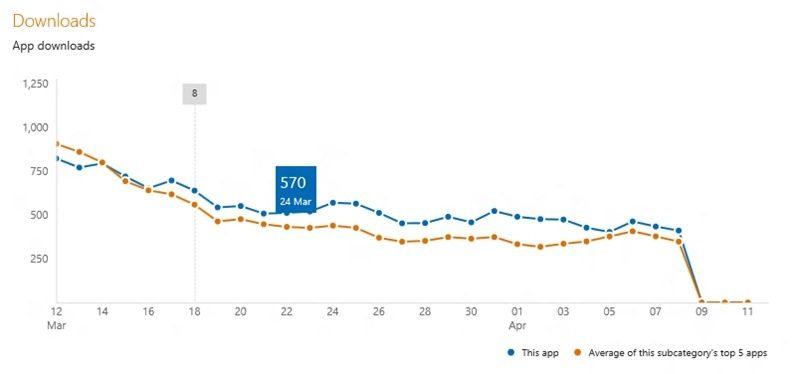 Downloads
App downloads
1,250
1,000
750
500
250
8
570
24 Mar
12 14 16 18 20 22 24 26 28 30 01 03 05 07 09 11
Mar Apr
This app Average of this subcategory's top 5 apps